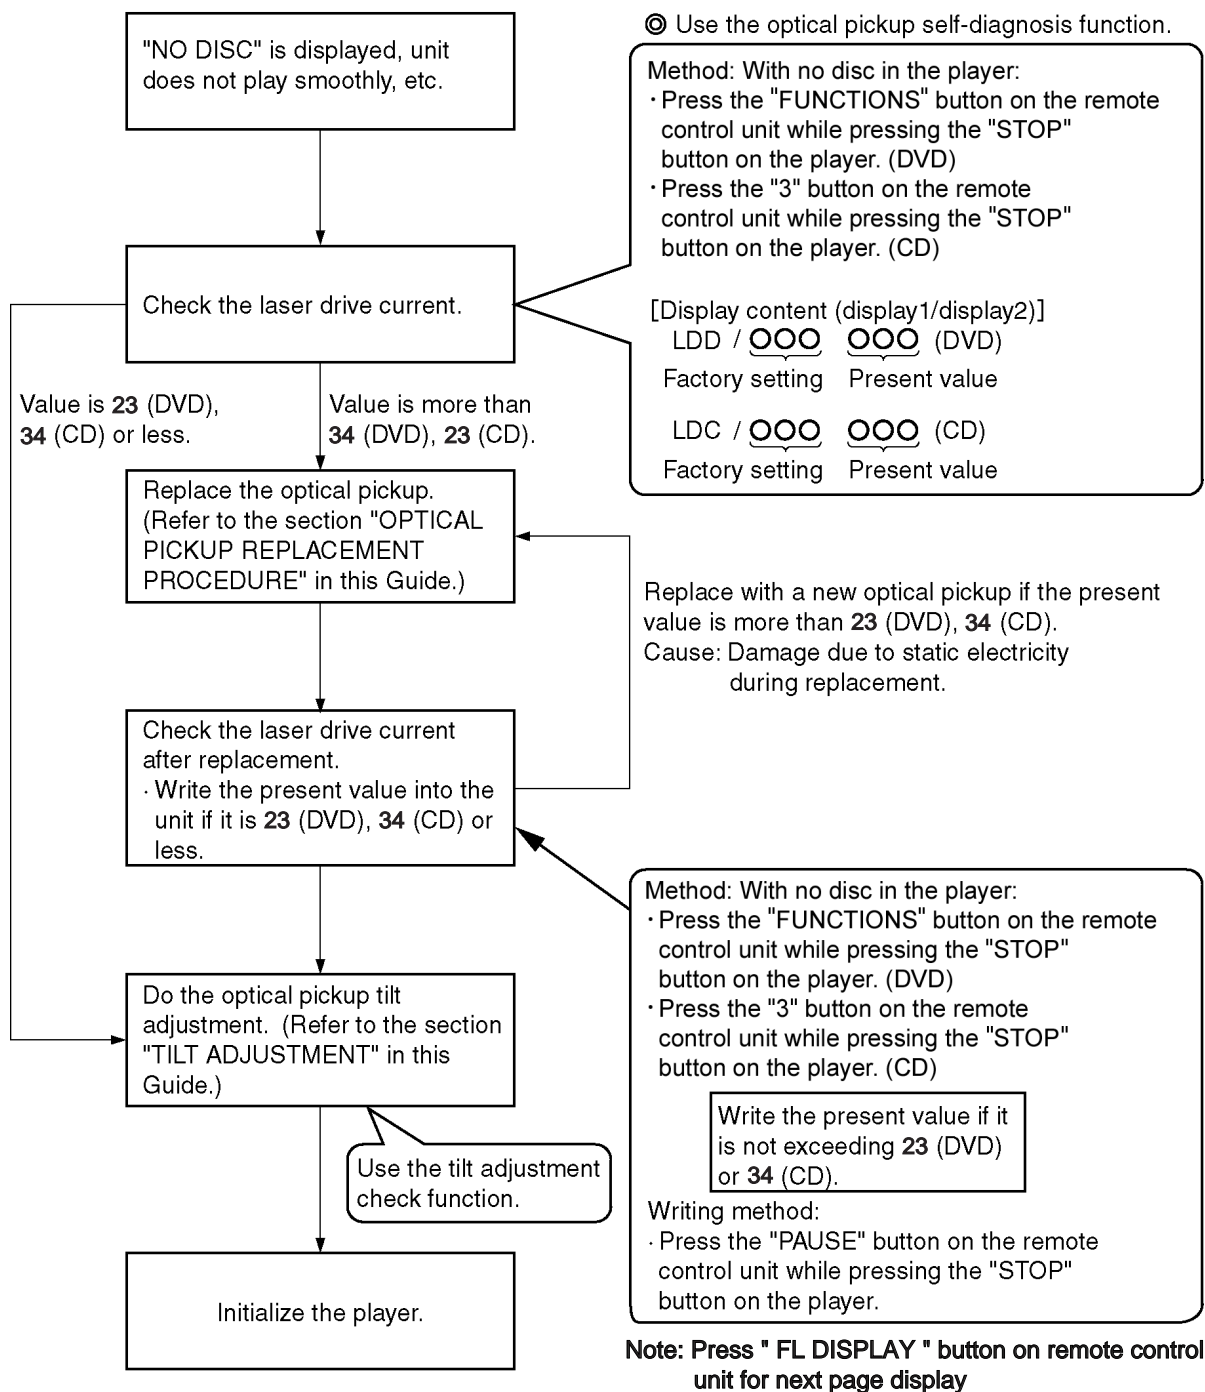 "NO DISC" is displayed, unit
does not play smoothly, etc.
◎ Use the optical pickup self-diagnosis function.
Method: With no disc in the player:
· Press the "FUNCTIONS" button on the remote
control unit while pressing the "STOP"
button on the player. (DVD)
· Press the "3" button on the remote
control unit while pressing the "STOP"
button on the player. (CD)
[Display content (display1/display2)]
LDD / OOO OOO (DVD)
Factory setting Present value
LDC / OOO OOO (CD)
Factory setting Present value
Check the laser drive current.
Value is 23 (DVD),
34 (CD) or less.
Value is more than
34 (DVD), 23 (CD).
Replace the optical pickup.
(Refer to the section "OPTICAL
PICKUP REPLACEMENT
PROCEDURE" in this Guide.)
Replace with a new optical pickup if the present
value is more than 23 (DVD), 34 (CD).
Cause: Damage due to static electricity
during replacement.
Check the laser drive current
after replacement.
· Write the present value into the
unit if it is 23 (DVD), 34 (CD) or
less.
Method: With no disc in the player:
· Press the "FUNCTIONS" button on the remote
control unit while pressing the "STOP"
button on the player. (DVD)
· Press the "3" button on the remote
control unit while pressing the "STOP"
button on the player. (CD)
Write the present value if it
is not exceeding 23 (DVD)
or 34 (CD).
Writing method:
· Press the "PAUSE" button on the remote
control unit while pressing the "STOP"
button on the player.
Do the optical pickup tilt
adjustment. (Refer to the section
"TILT ADJUSTMENT" in this
Guide.)
Use the tilt adjustment
check function.
Initialize the player.
Note: Press " FL DISPLAY " button on remote control
unit for next page display